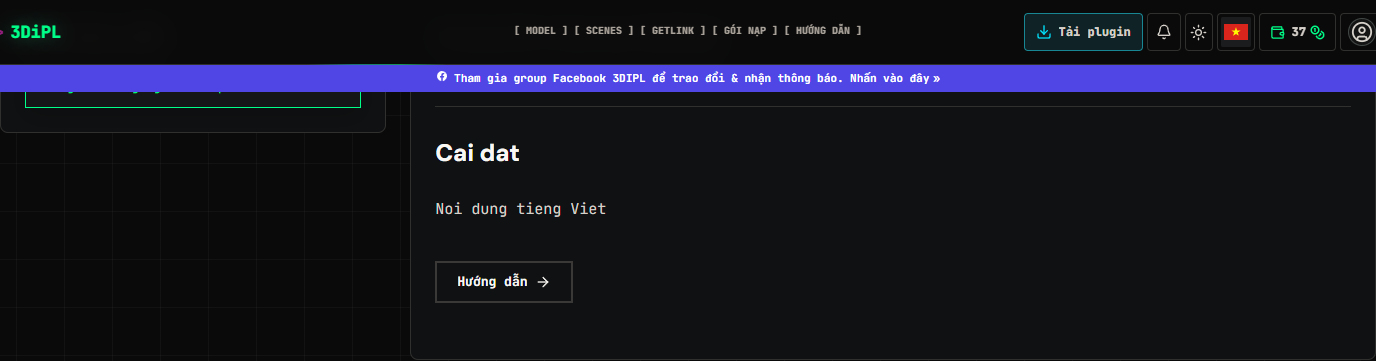 3DiPL
[ MODEL ] [ SCENES ] [ GETLINK ] [ GÓI NẠP ] [ HƯỚNG DẪN ]
Tải plugin
37
Tham gia group Facebook 3DIPL để trao đổi & nhận thông báo. Nhấn vào đây »
Cai dat
Noi dung tieng Viet
Hướng dẫn →